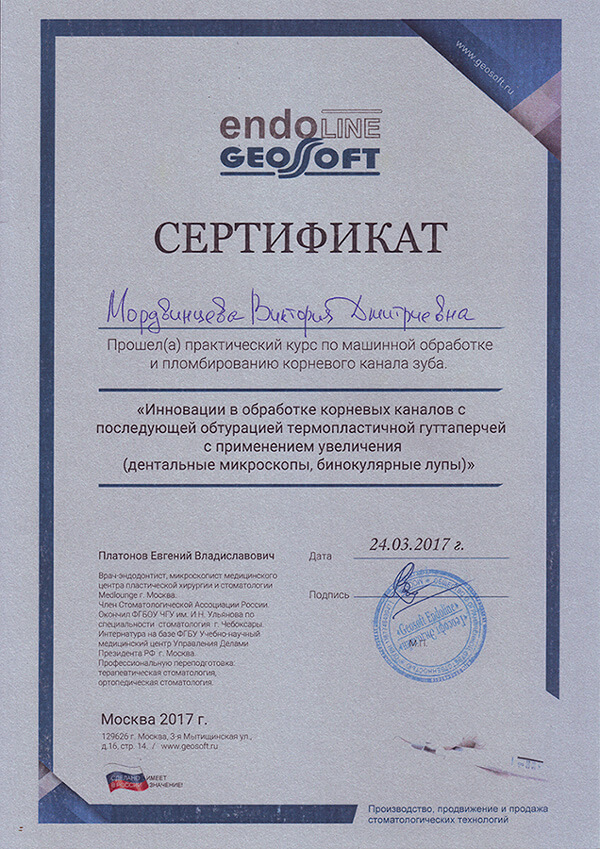 www.geosoft.ru
endoLINE
GEOSOFT
СЕРТИФИКАТ
Мордвинцева Виктория Дмитриевна
Прошел(а) практический курс по машинной обработке
и пломбированию корневого канала зуба.
«Инновации в обработке корневых каналов с
последующей обтурацией термопластичной гуттаперчей
с применением увеличения
(дентальные микроскопы, бинокулярные лупы)»
Платонов Евгений Владиславович
Врач-эндодонтист, микроскопист медицинского
центра пластической хирургии и стоматологии
Medlounge г. Москва.
Член Стоматологической Ассоциации России.
Окончил ФГБОУ ЧГУ им. И.Н. Ульянова по
специальности стоматология г. Чебоксары.
Интернатура на базе ФГБУ Учебно-научный
медицинский центр Управления Делами
Президента РФ г. Москва.
Профессиональную переподготовка:
терапевтическая стоматология,
ортопедическая стоматология.
Дата 24.03.2017 г.
Подпись
«Geosoft Endoline»
М.П.
Москва 2017 г.
129626 г. Москва, 3-я Мытищинская ул.,
д.16, стр. 14. / www.geosoft.ru
СДЕЛАНО В РОССИИ
ИМЕЕТ ЗНАЧЕНИЕ!
Производство, продвижение и продажа
стоматологических технологий